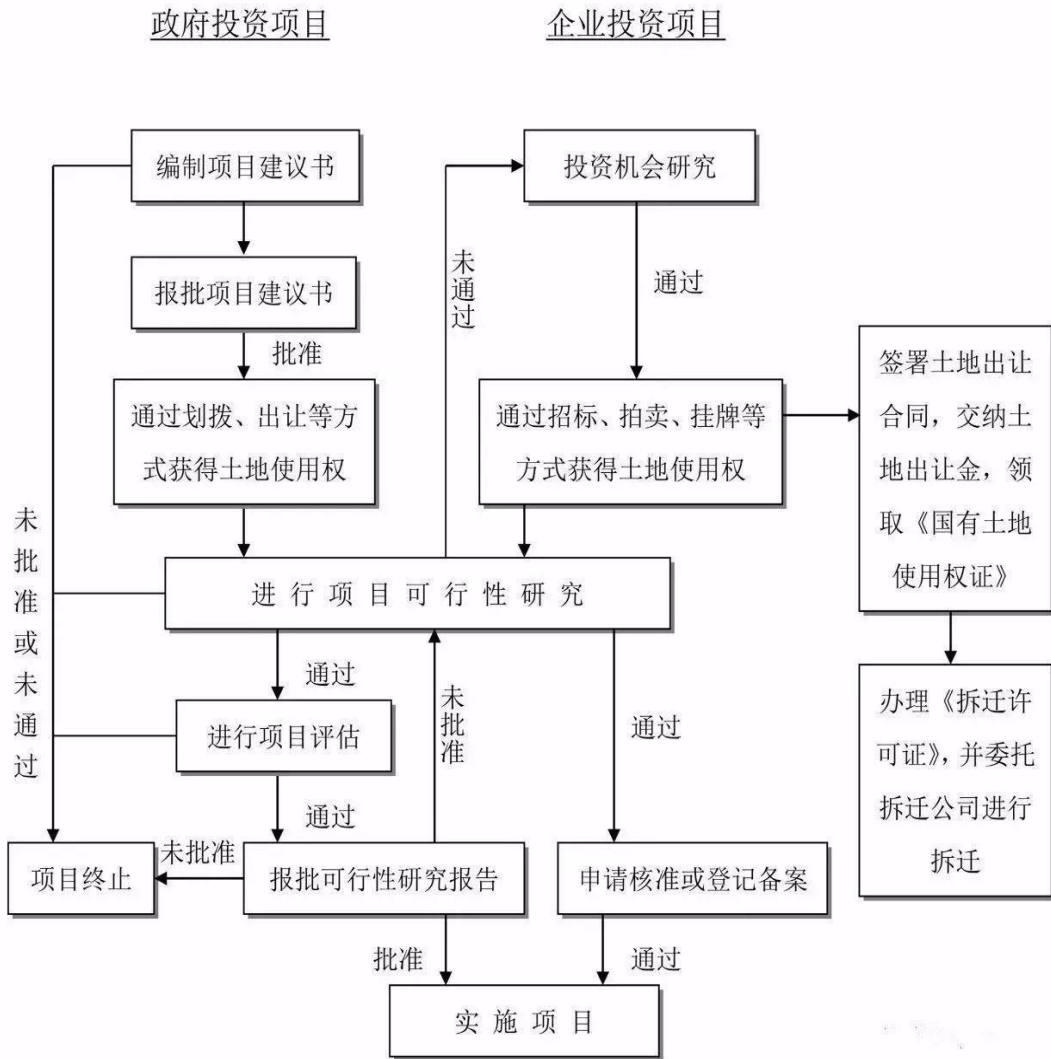 政府投资项目
企业投资项目
编制项目建议书
投资机会研究
报批项目建议书
未通过
通过
批准
通过划拨、出让等方
式获得土地使用权
通过招标、拍卖、挂牌等
方式获得土地使用权
签署土地出让
合同，交纳土
地出让金，领
取《国有土地
使用权证》
未批准或未通过
进行项目可行性研究
通过
未批准
通过
进行项目评估
办理《拆迁许
可证》，并委托
拆迁公司进行
拆迁
通过
项目终止
未批准
报批可行性研究报告
申请核准或登记备案
批准
通过
实施项目